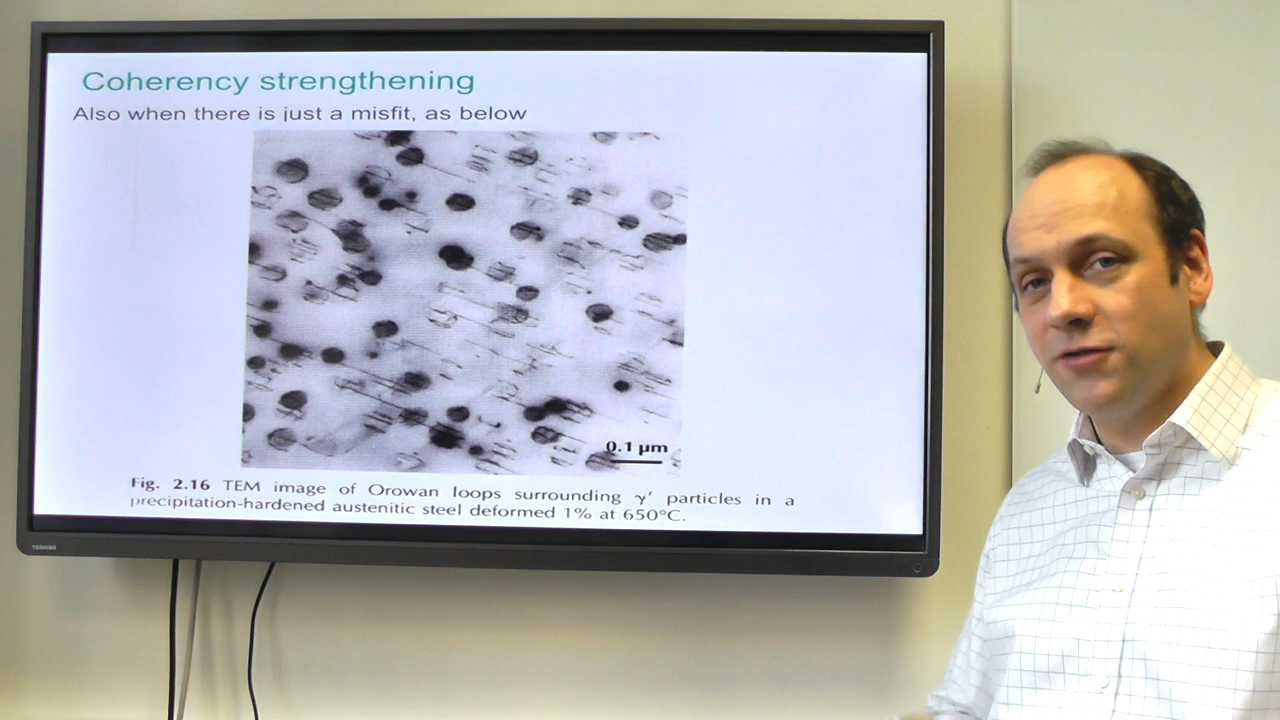 Coherency strengthening
Also when there is just a misfit, as below
0.1 μm
Fig. 2.16 TEM image of Orowan loops surrounding γ′ particles in a
precipitation-hardened austenitic steel deformed 1% at 650°C.
TOSHIBA